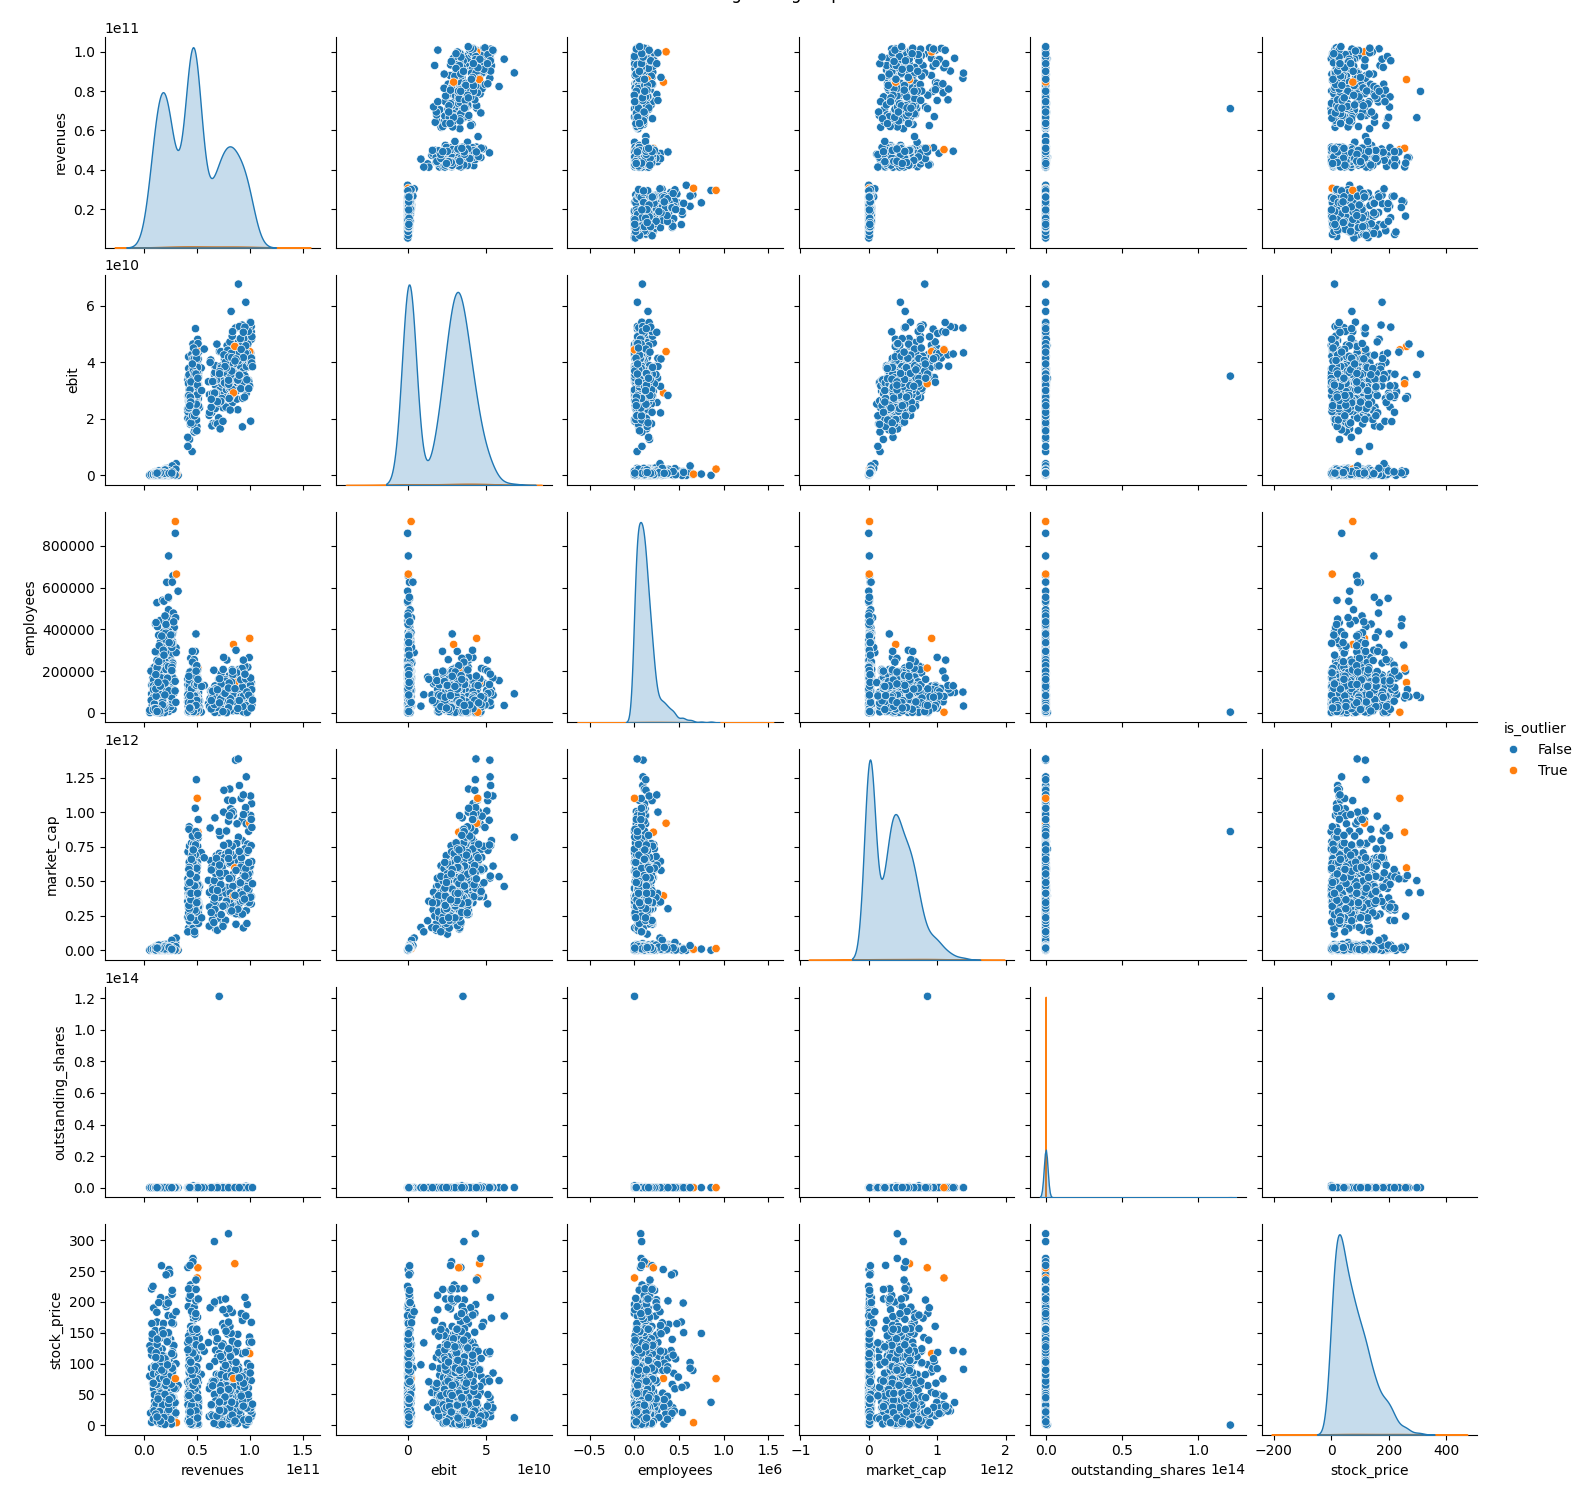 1e11
1.0
0.8
0.6
0.4
0.2
revenues
1e10
6
4
2
0
ebit
800000
600000
400000
200000
0
employees
1e12
1.25
1.00
0.75
0.50
0.25
0.00
market_cap
1e14
1.2
1.0
0.8
0.6
0.4
0.2
0.0
outstanding_shares
300
250
200
150
100
50
0
stock_price
0.0 0.5 1.0
revenues 1e11
0 5
ebit 1e10
−0.5 0.0 0.5 1.0 1.5
employees 1e6
−1 0 1 2
market_cap 1e12
0.0 0.5 1.0
outstanding_shares 1e14
−200 0 200 400
stock_price
is_outlier
False
True